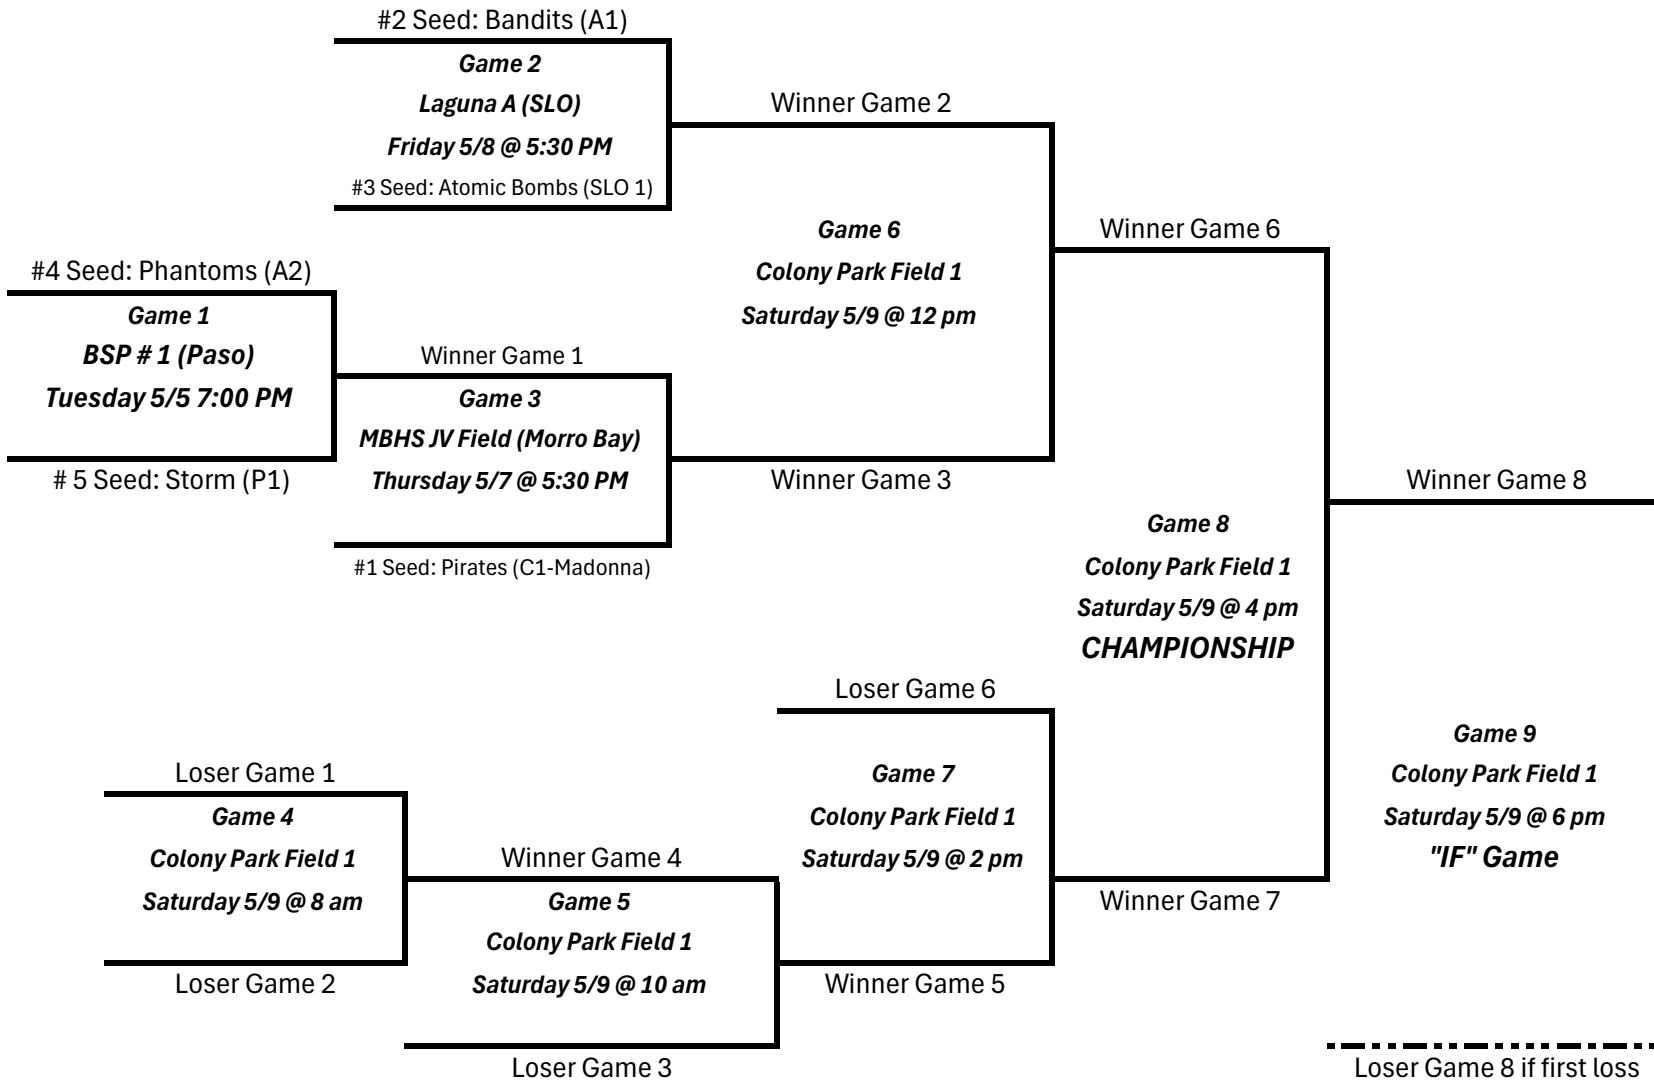 #2 Seed: Bandits (A1)
Game 2
Laguna A (SLO)
Friday 5/8 @ 5:30 PM
#3 Seed: Atomic Bombs (SLO 1)
Winner Game 2
Game 6
Colony Park Field 1
Saturday 5/9 @ 12 pm
Winner Game 6
#4 Seed: Phantoms (A2)
Game 1
BSP # 1 (Paso)
Tuesday 5/5 7:00 PM
# 5 Seed: Storm (P1)
Winner Game 1
Game 3
MBHS JV Field (Morro Bay)
Thursday 5/7 @ 5:30 PM
#1 Seed: Pirates (C1-Madonna)
Winner Game 3
Winner Game 8
Game 8
Colony Park Field 1
Saturday 5/9 @ 4 pm
CHAMPIONSHIP
Loser Game 6
Game 7
Colony Park Field 1
Saturday 5/9 @ 2 pm
Winner Game 7
Game 9
Colony Park Field 1
Saturday 5/9 @ 6 pm
"IF" Game
Loser Game 1
Game 4
Colony Park Field 1
Saturday 5/9 @ 8 am
Loser Game 2
Winner Game 4
Game 5
Colony Park Field 1
Saturday 5/9 @ 10 am
Loser Game 3
Winner Game 5
Loser Game 8 if first loss